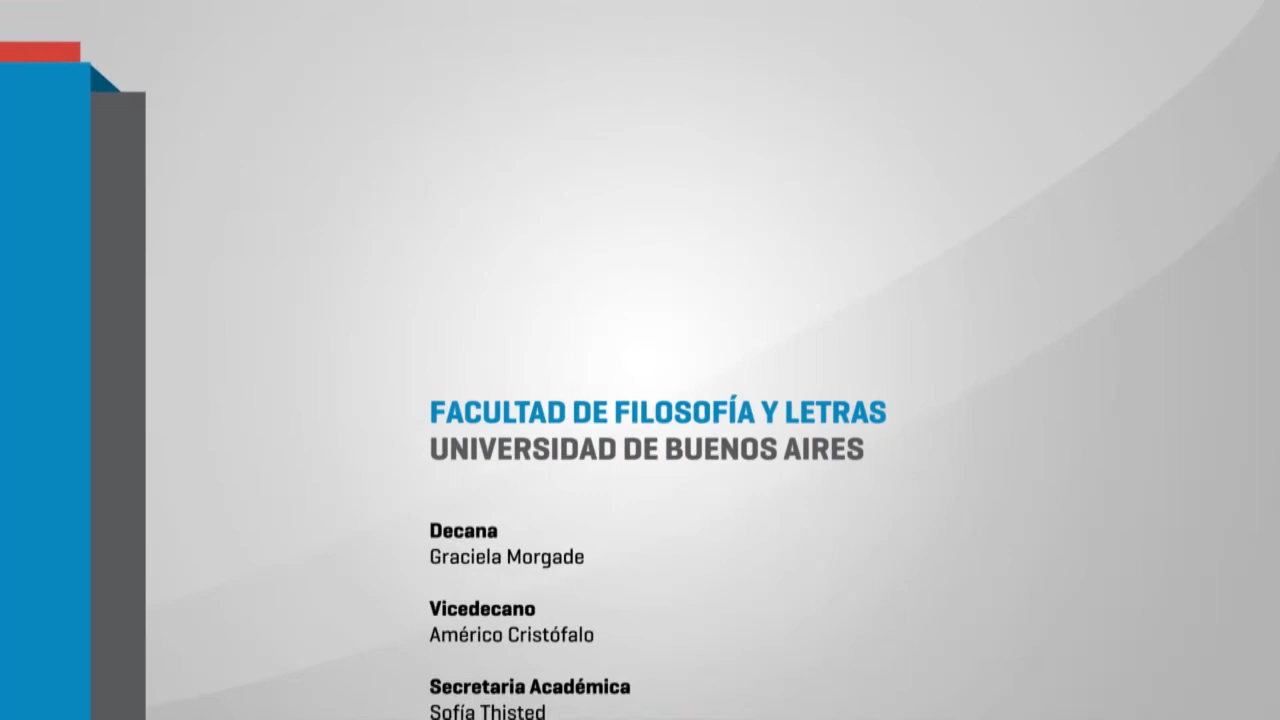 FACULTAD DE FILOSOFÍA Y LETRAS
UNIVERSIDAD DE BUENOS AIRES
Decana
Graciela Morgade
Vicedecano
Américo Cristófalo
Secretaria Académica
Sofía Thisted